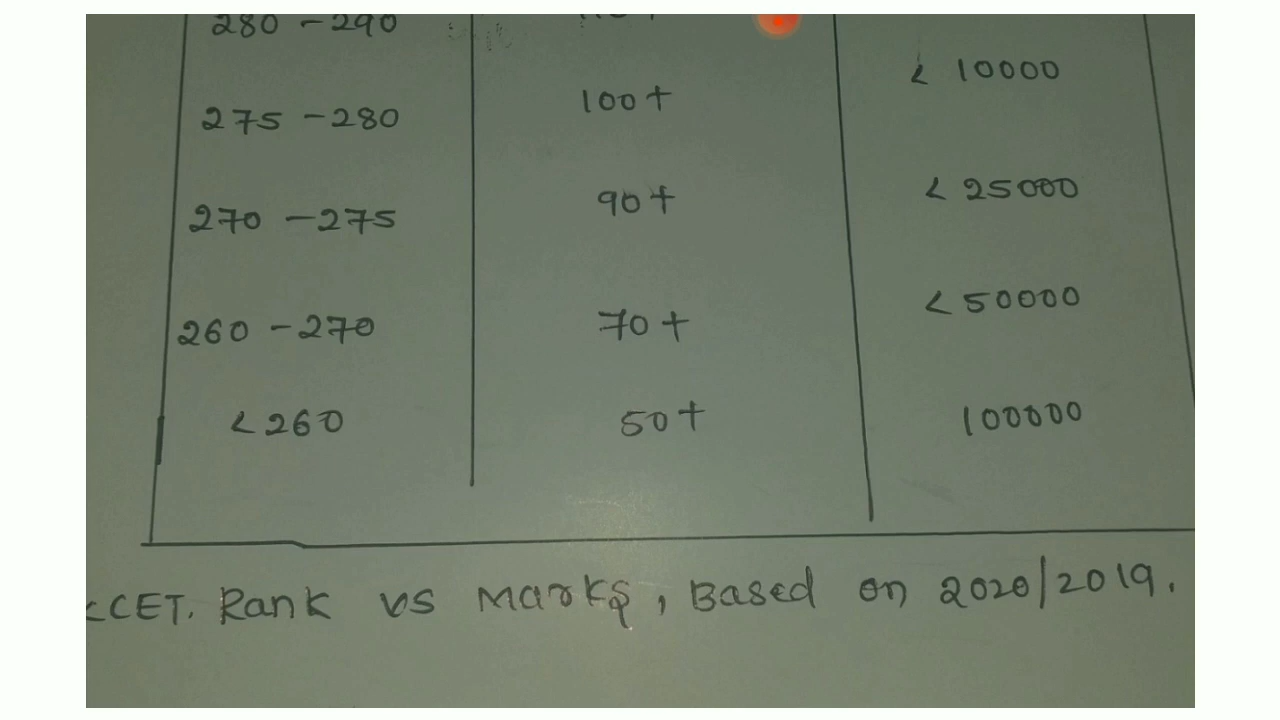 280 - 290
< 10000
275 - 280 100+
< 25000
270 - 275 90+
< 50000
260 - 270 70+
< 260 50+ 100000
CET. Rank vs Marks, Based on 2020/2019.